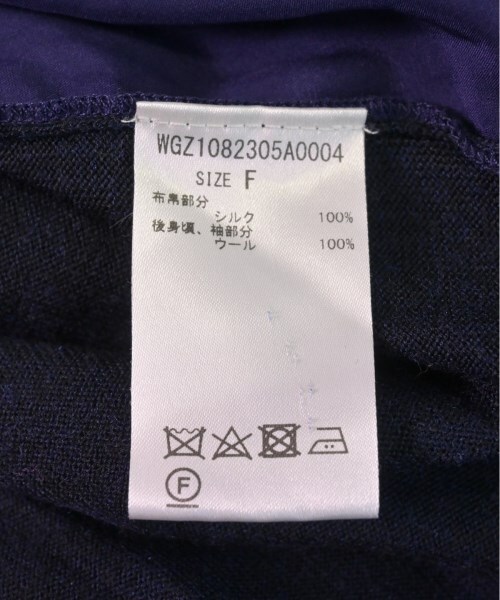 WGZ1082305A0004
SIZE F
布帛部分
シルク 100%
後身頃、袖部分
ウール 100%
F